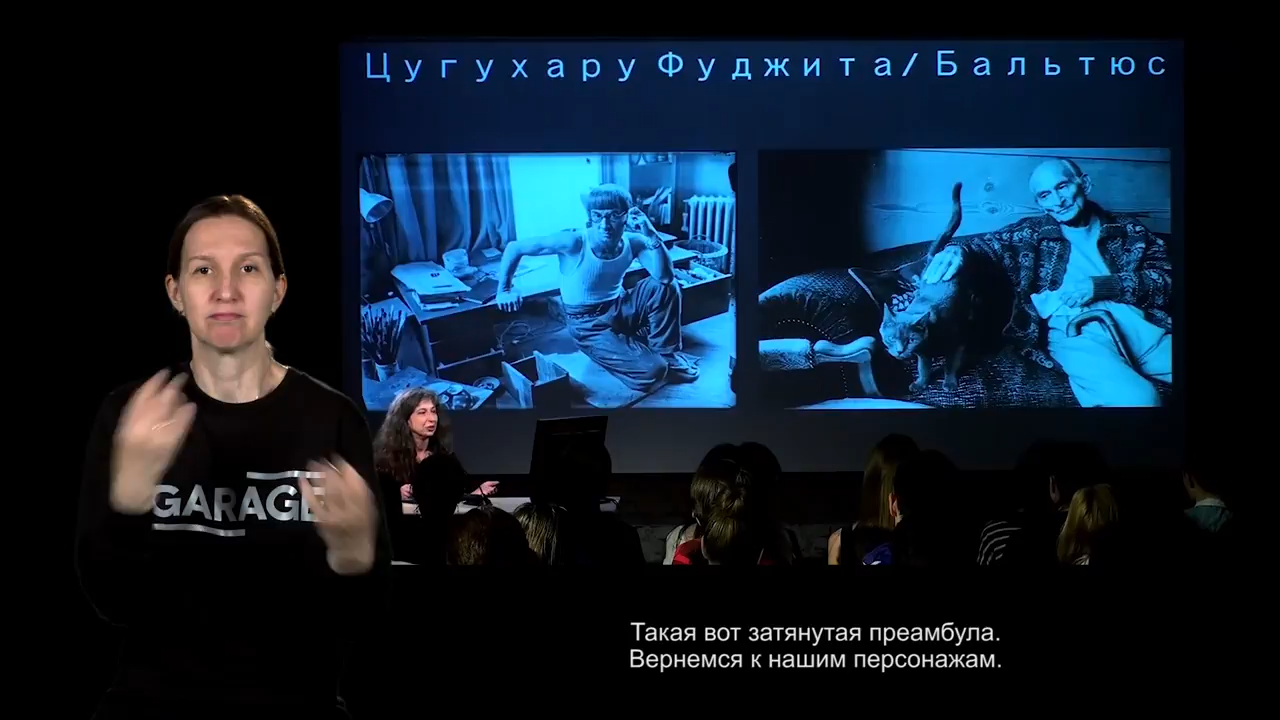 Цугухару Фуджита/Бальтюс
GARAGE
Такая вот затянутая преамбула.
Вернемся к нашим персонажам.